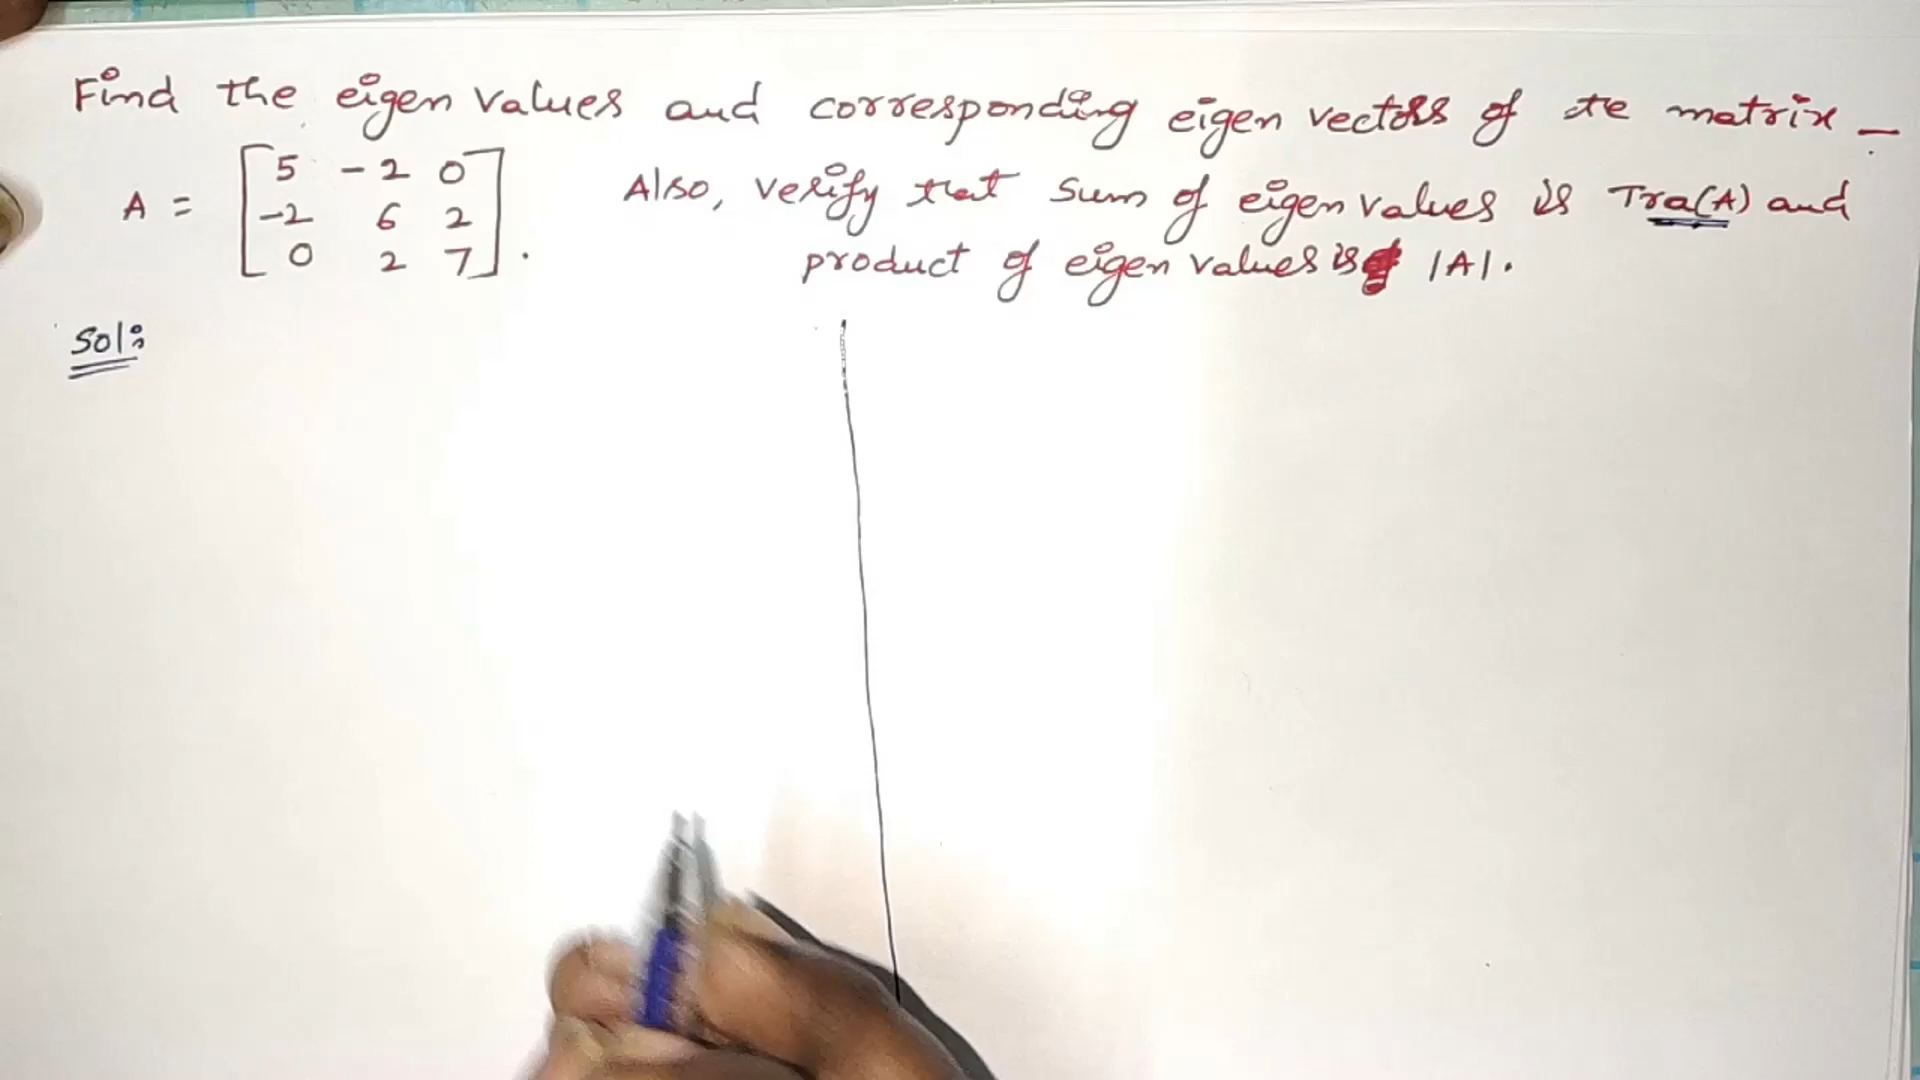 Find the eigen values and corresponding eigen vectors of the matrix -
A = [5 -2 0
-2 6 2
0 2 7].
Also, verify that sum of eigen values is Tra(A) and
product of eigen values is |A|.
Sol: